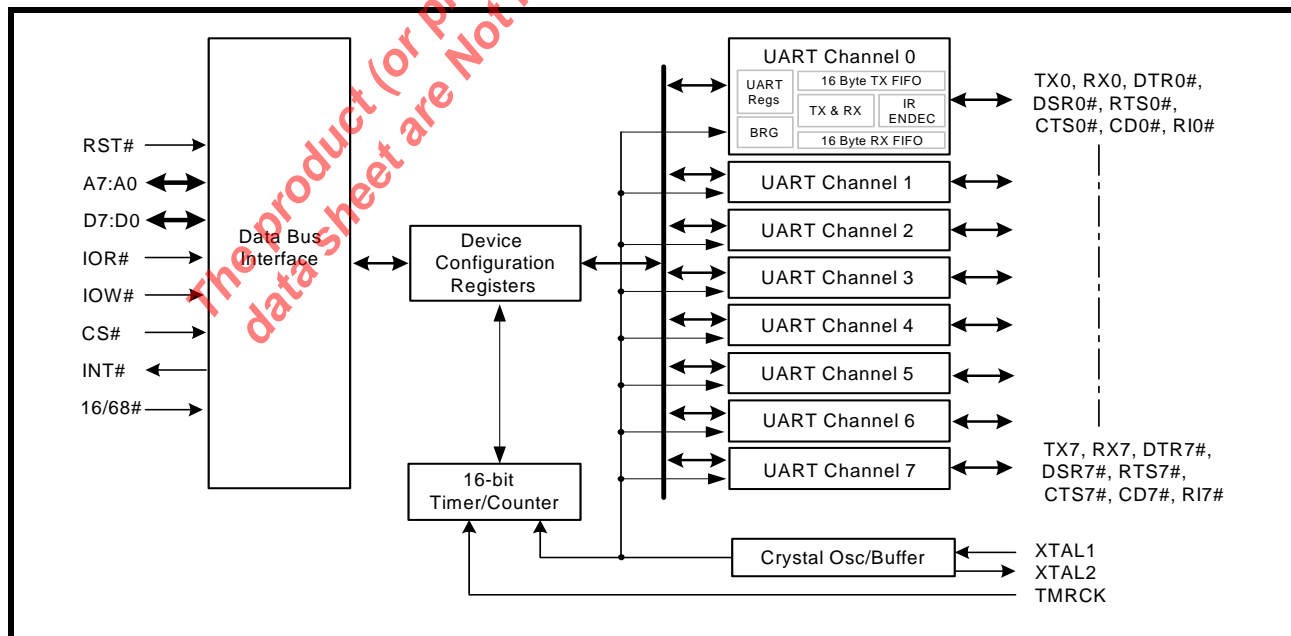 RST#
A7:A0
D7:D0
IOR#
IOW#
CS#
INT#
16/68#
Data Bus
Interface
Device
Configuration
Registers
16-bit
Timer/Counter
UART Channel 0
UART
Regs
BRG
16 Byte TX FIFO
TX & RX
IR
ENDEC
16 Byte RX FIFO
UART Channel 1
UART Channel 2
UART Channel 3
UART Channel 4
UART Channel 5
UART Channel 6
UART Channel 7
Crystal Osc/Buffer
TX0, RX0, DTR0#,
DSR0#, RTS0#,
CTS0#, CD0#, RI0#
TX7, RX7, DTR7#,
DSR7#, RTS7#,
CTS7#, CD7#, RI7#
XTAL1
XTAL2
TMRCK
The product (or
data sheet are Not